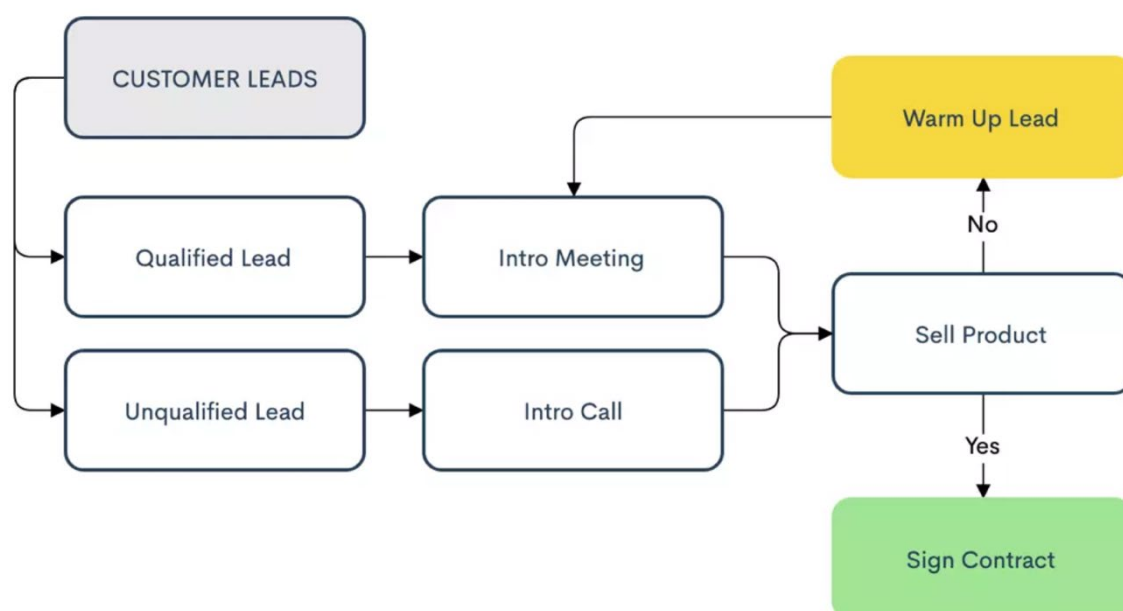 CUSTOMER LEADS
Warm Up Lead
No
Qualified Lead
Intro Meeting
Sell Product
Unqualified Lead
Intro Call
Yes
Sign Contract